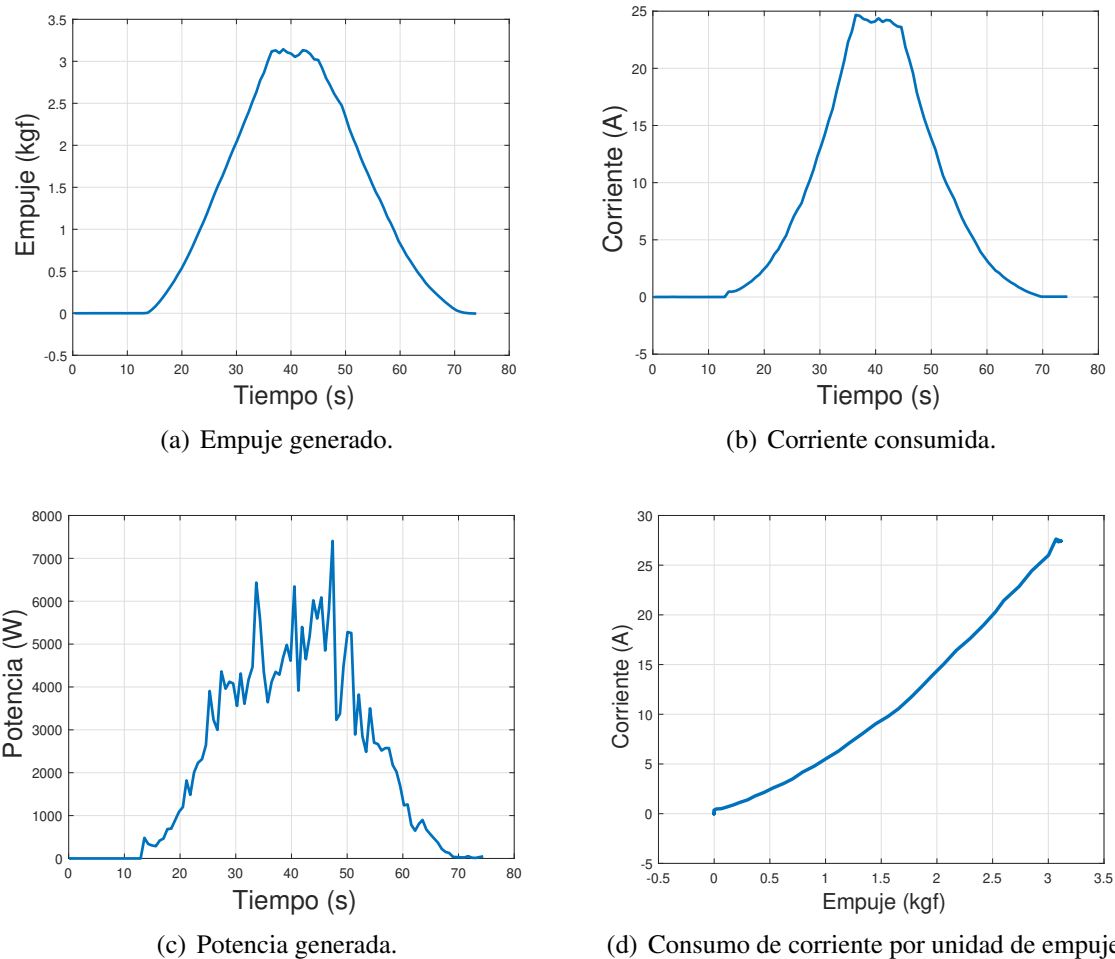 3.5
3
2.5
2
1.5
1
0.5
0
-0.5
0 10 20 30 40 50 60 70 80
Empuje (kgf)
Tiempo (s)
(a) Empuje generado.
25
20
15
10
5
0
-5
0 10 20 30 40 50 60 70 80
Corriente (A)
Tiempo (s)
(b) Corriente consumida.
8000
7000
6000
5000
4000
3000
2000
1000
0
0 10 20 30 40 50 60 70 80
Potencia (W)
Tiempo (s)
(c) Potencia generada.
30
25
20
15
10
5
0
-5
-0.5 0 0.5 1 1.5 2 2.5 3 3.5
Corriente (A)
Empuje (kgf)
(d) Consumo de corriente por unidad de empuje